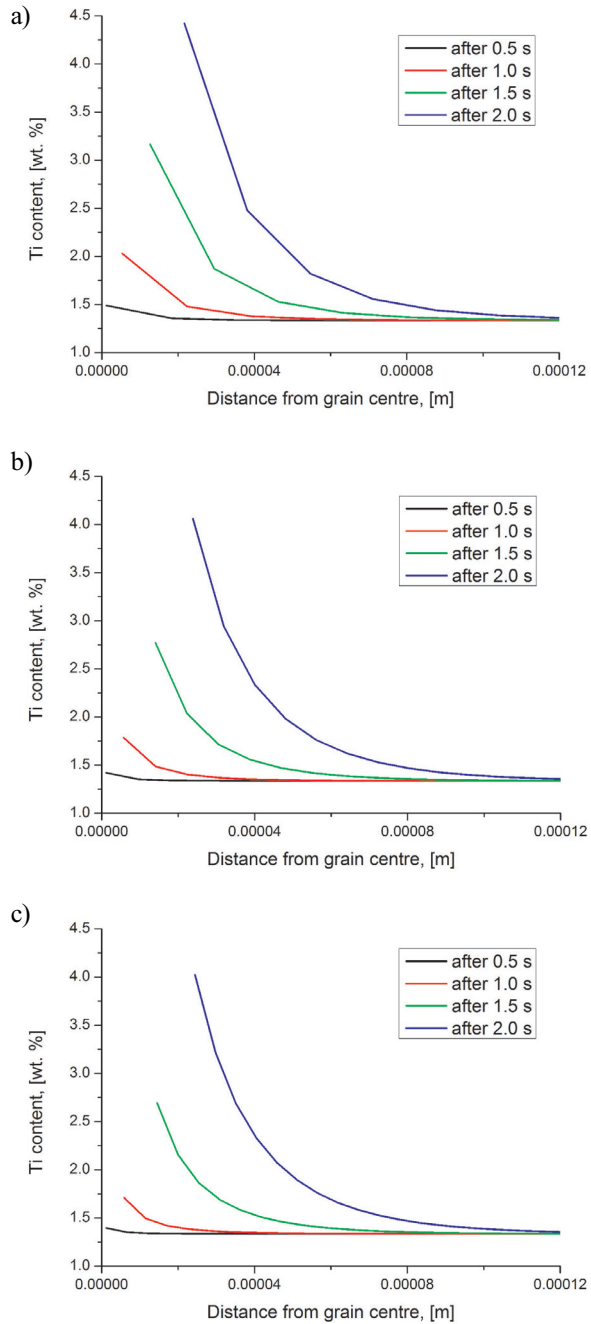 a)
4.5
4.0
3.5
3.0
2.5
2.0
1.5
1.0
Ti content, [wt. %]
after 0.5 s
after 1.0 s
after 1.5 s
after 2.0 s
0.00000
0.00004
0.00008
0.00012
Distance from grain centre, [m]
b)
4.5
4.0
3.5
3.0
2.5
2.0
1.5
1.0
Ti content, [wt. %]
after 0.5 s
after 1.0 s
after 1.5 s
after 2.0 s
0.00000
0.00004
0.00008
0.00012
Distance from grain centre, [m]
c)
4.5
4.0
3.5
3.0
2.5
2.0
1.5
1.0
Ti content, [wt. %]
after 0.5 s
after 1.0 s
after 1.5 s
after 2.0 s
0.00000
0.00004
0.00008
0.00012
Distance from grain centre, [m]